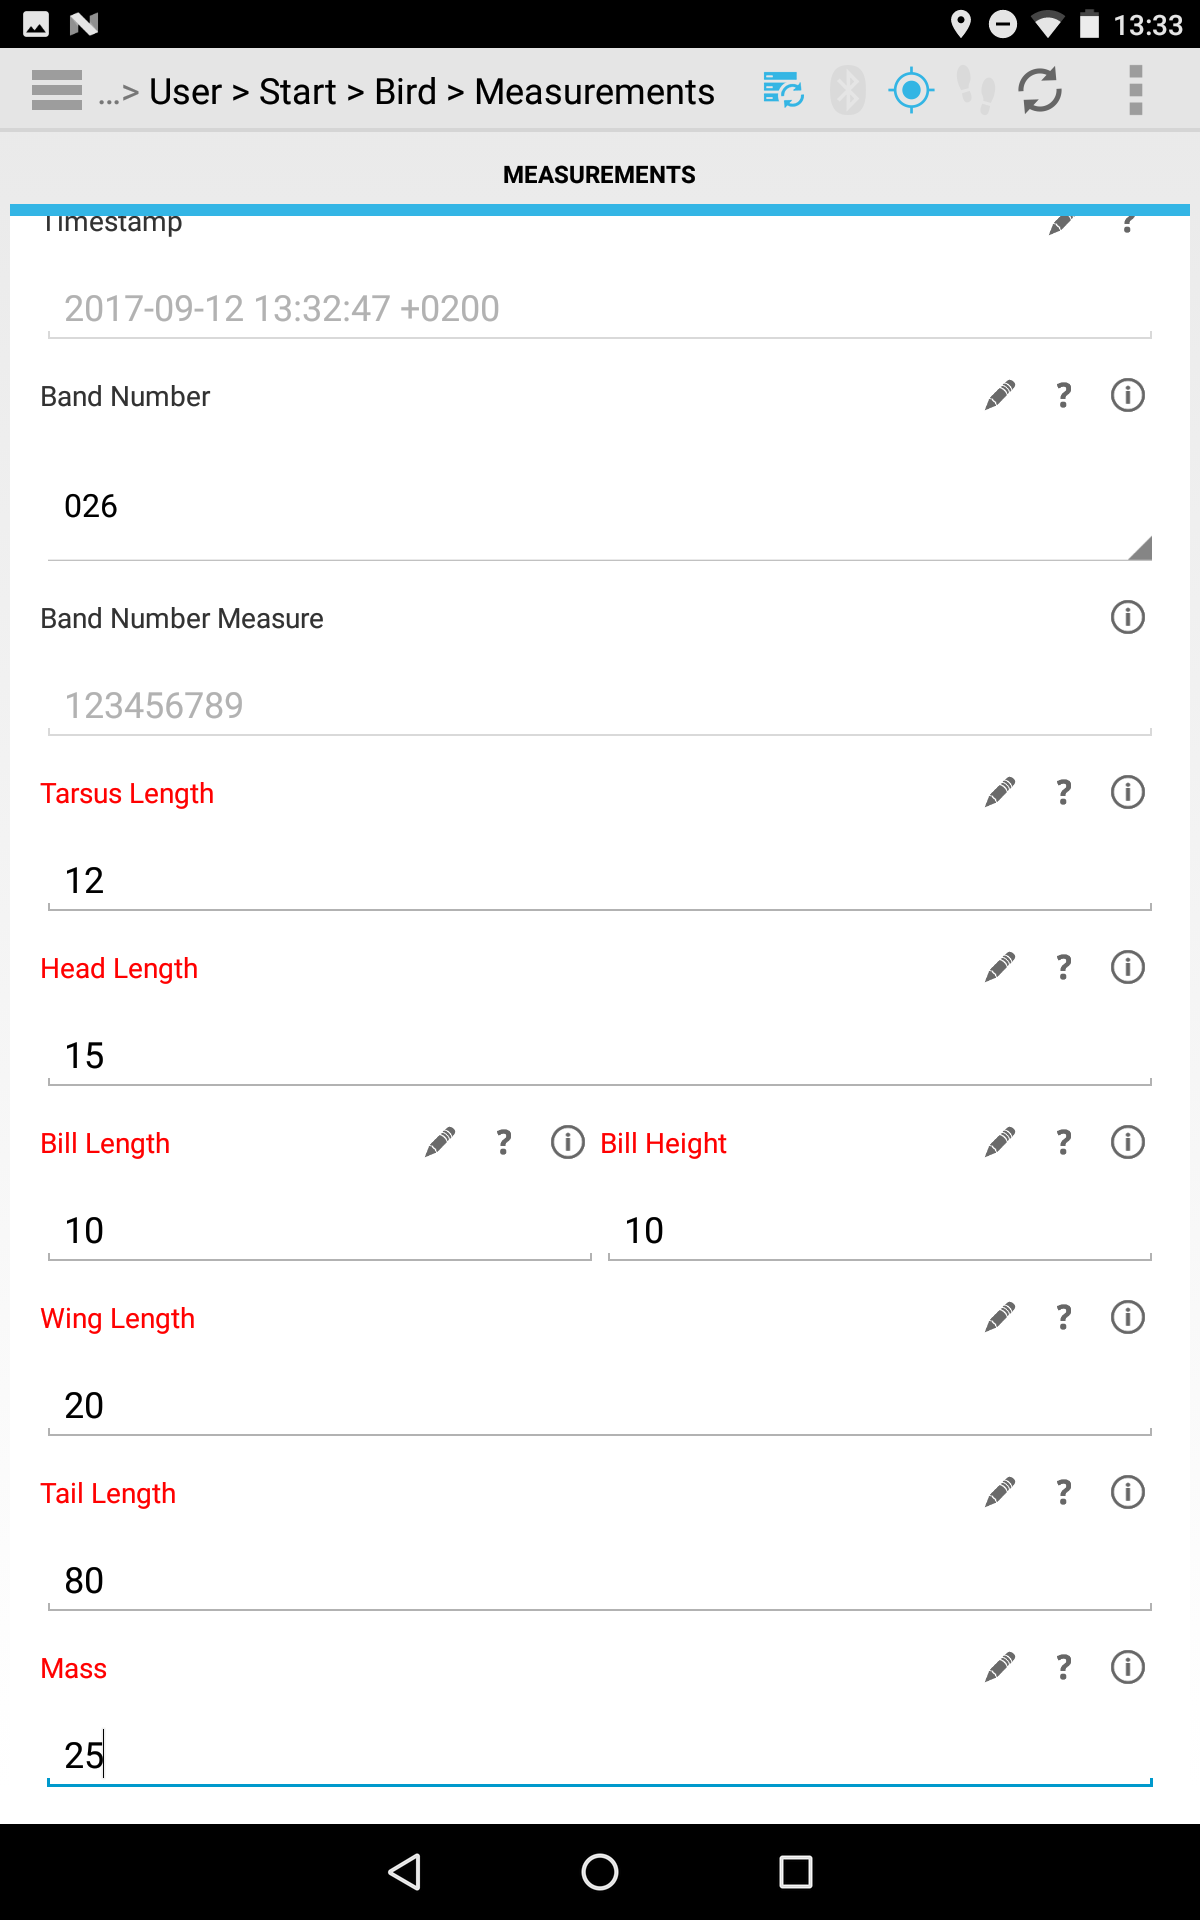 13:33
...> User > Start > Bird > Measurements
MEASUREMENTS
Timestamp ?
2017-09-12 13:32:47 +0200
Band Number ?
026
Band Number Measure
123456789
Tarsus Length ?
12
Head Length ?
15
Bill Length ? Bill Height ?
10 10
Wing Length ?
20
Tail Length ?
80
Mass ?
25